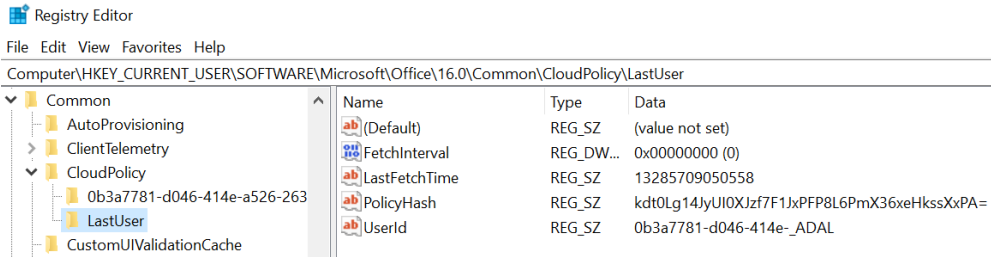 Registry Editor
File Edit View Favorites Help
Computer\HKEY_CURRENT_USER\SOFTWARE\Microsoft\Office\16.0\Common\CloudPolicy\LastUser
Common
AutoProvisioning
ClientTelemetry
CloudPolicy
0b3a7781-d046-414e-a526-263
LastUser
CustomUIValidationCache
Name Type Data
(Default) REG_SZ (value not set)
FetchInterval REG_DW... 0x00000000 (0)
LastFetchTime REG_SZ 13285709050558
PolicyHash REG_SZ kdt0Lg14JyUI0XJzf7F1JxPFP8L6PmX36xeHkssXxPA=
UserId REG_SZ 0b3a7781-d046-414e-_ADAL